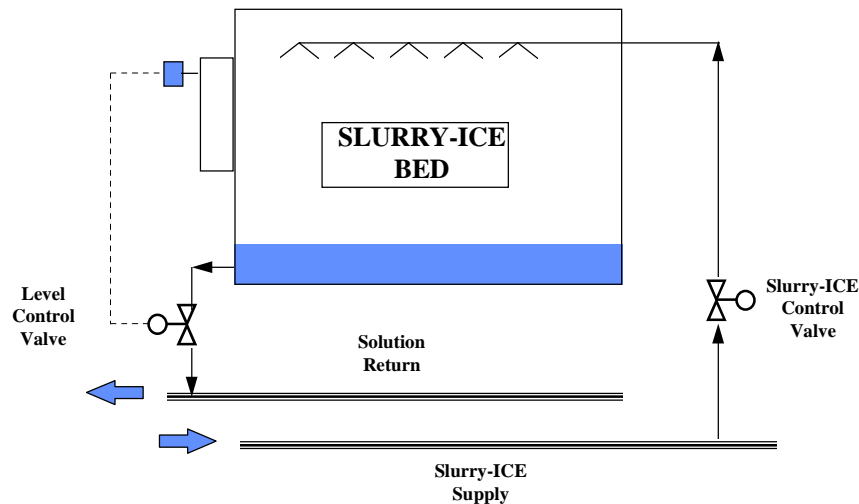 SLURRY-ICE
BED
Level
Control
Valve
Slurry-ICE
Control
Valve
Solution
Return
Slurry-ICE
Supply